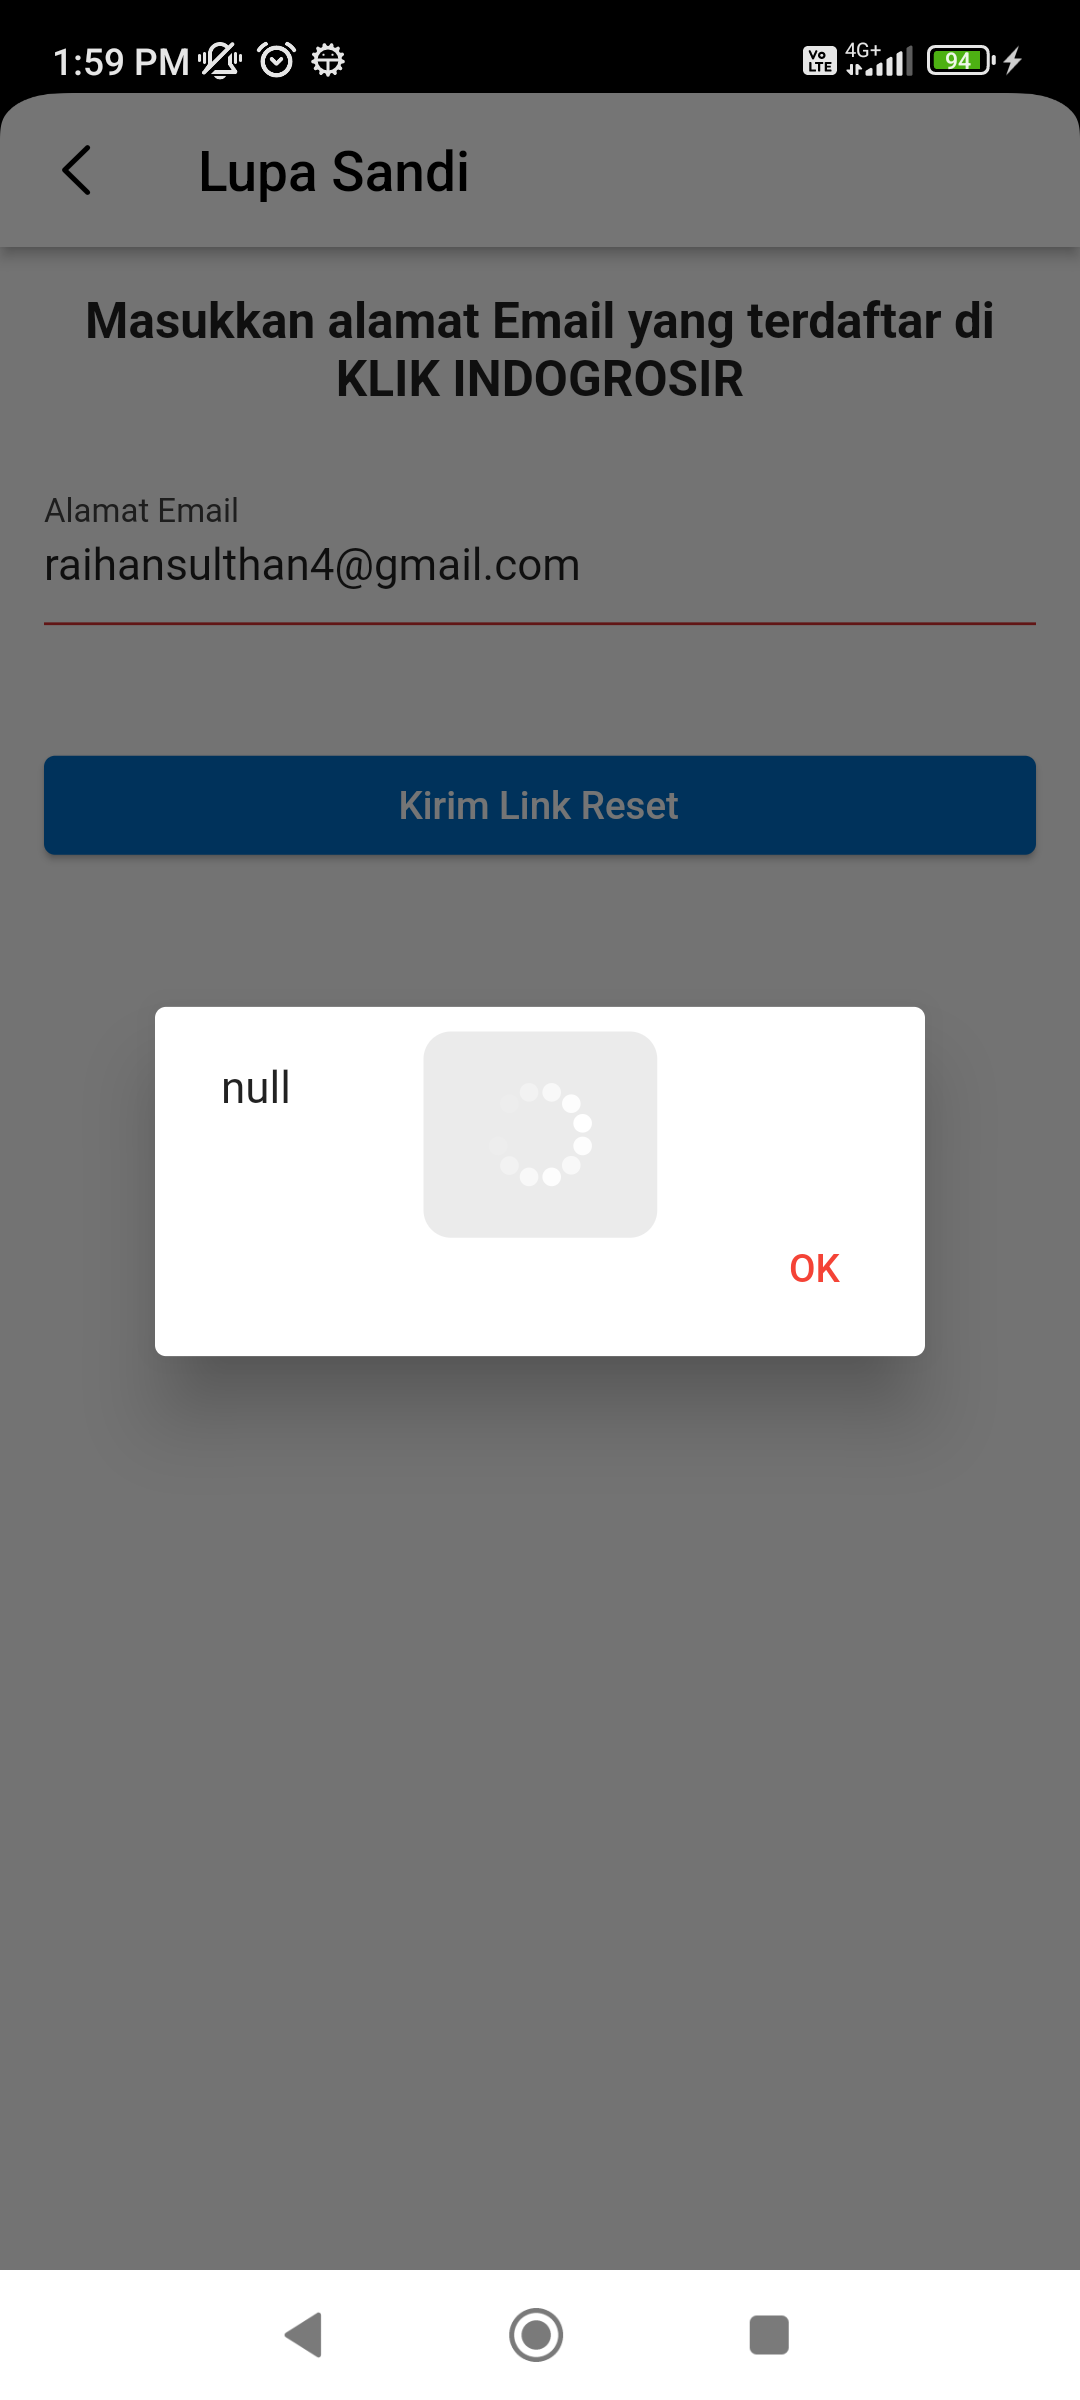 1:59 PM
Vo LTE
4G+
94
Lupa Sandi
Masukkan alamat Email yang terdaftar di
KLIK INDOGROSIR
Alamat Email
raihansulthan4@gmail.com
Kirim Link Reset
null
OK